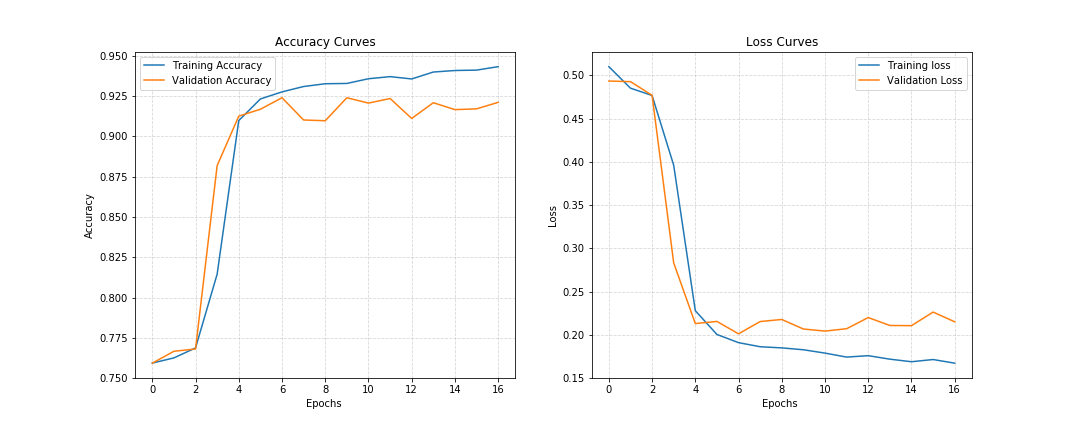 Accuracy Curves
Training Accuracy
Validation Accuracy
0.950
0.925
0.900
0.875
0.850
0.825
0.800
0.775
0.750
Accuracy
0 2 4 6 8 10 12 14 16
Epochs
Loss Curves
Training loss
Validation Loss
0.50
0.45
0.40
0.35
0.30
0.25
0.20
0.15
Loss
0 2 4 6 8 10 12 14 16
Epochs